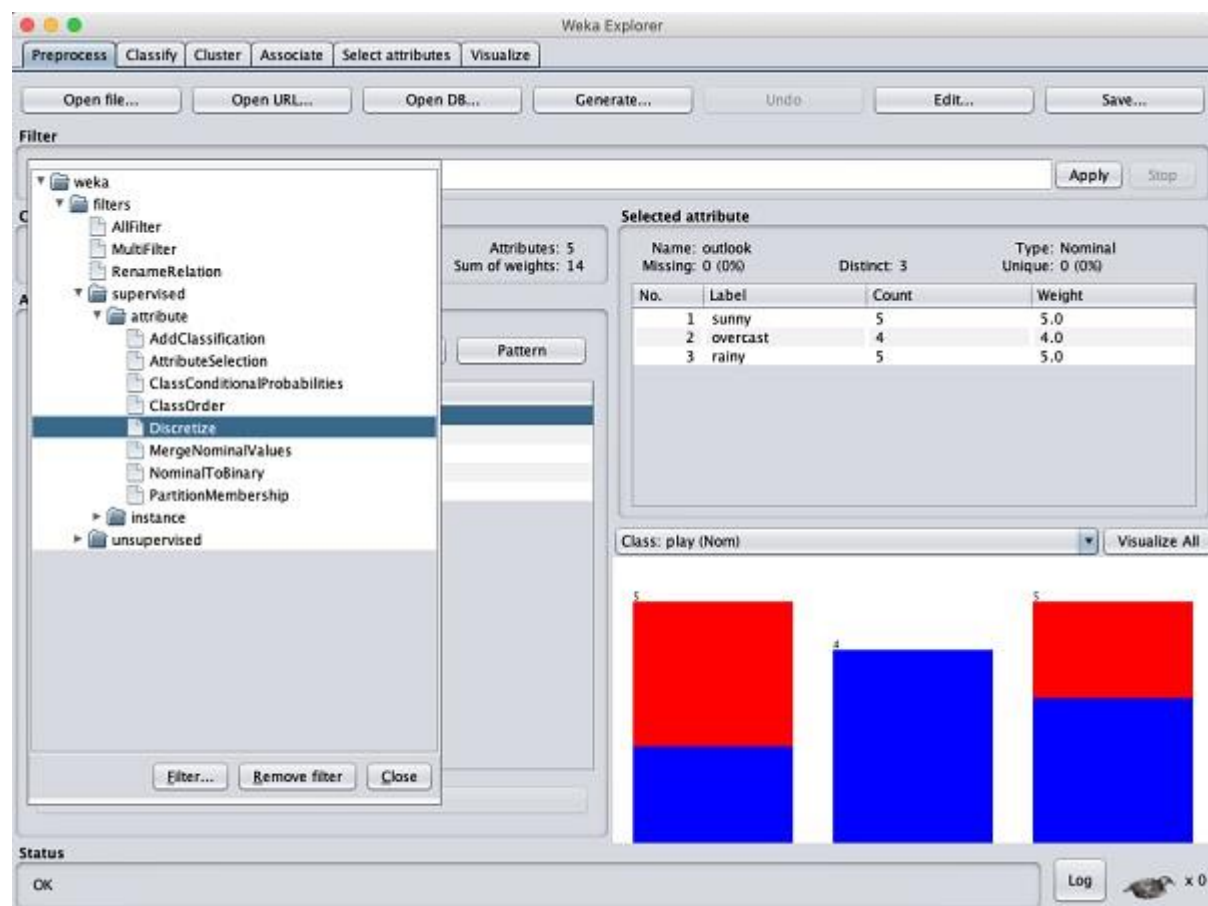 Weka Explorer
Preprocess Classify Cluster Associate Select attributes Visualize
Open file... Open URL... Open DB... Generate... Undo Edit... Save...
Filter
Apply Stop
weka
filters
AllFilter
MultiFilter
RenameRelation
supervised
attribute
AddClassification
AttributeSelection
ClassConditionalProbabilities
ClassOrder
Discretize
MergeNominalValues
NominalToBinary
PartitionMembership
instance
unsupervised
Filter... Remove filter Close
Attributes: 5
Sum of weights: 14
Pattern
Selected attribute
Name: outlook Type: Nominal
Missing: 0 (0%) Distinct: 3 Unique: 0 (0%)
No. Label Count Weight
1 sunny 5 5.0
2 overcast 4 4.0
3 rainy 5 5.0
Class: play (Nom) Visualize All
5 4 5
Status
OK Log x 0